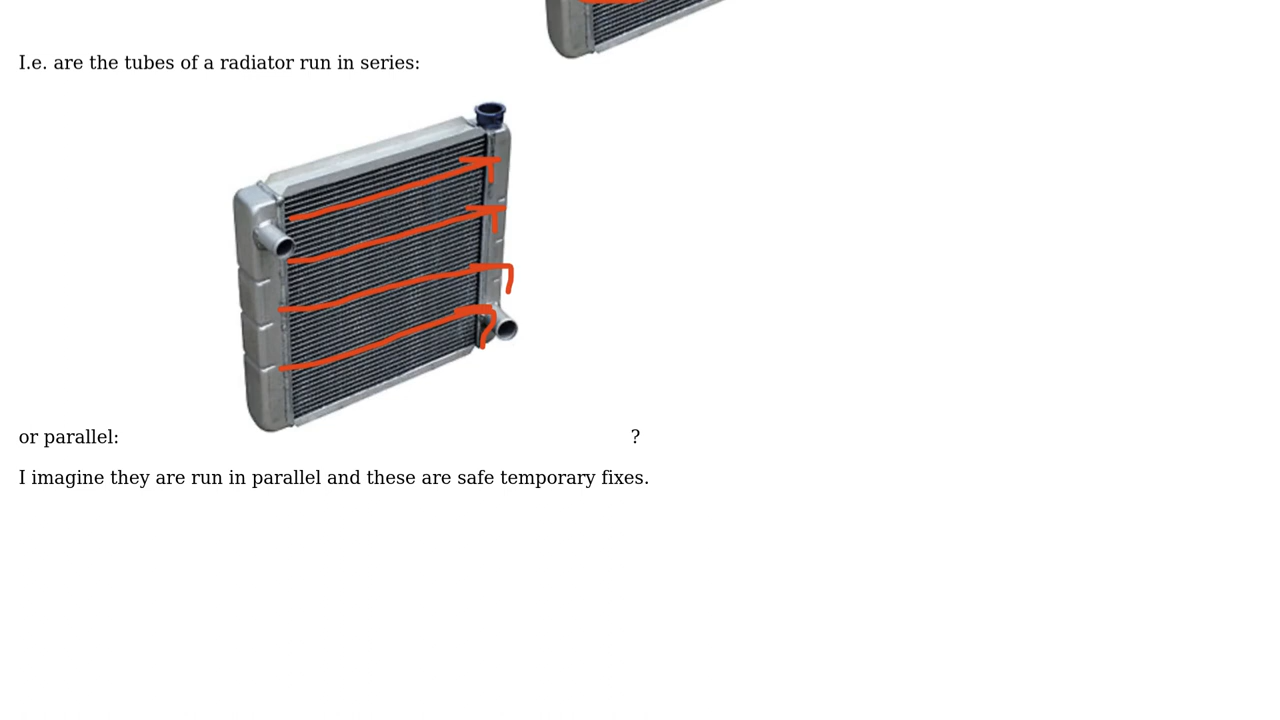 I.e. are the tubes of a radiator run in series:
or parallel: ?
I imagine they are run in parallel and these are safe temporary fixes.